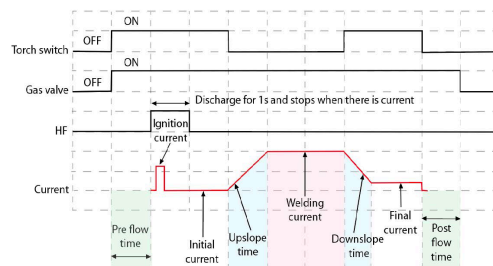 ON
Torch switch
OFF
ON
Gas valve
OFF
Discharge for 1s and stops when there is current
HF
Ignition
current
Current
Welding
current
Pre flow
time
Initial
current
Upslope
time
Downslope
time
Final
current
Post
flow
time